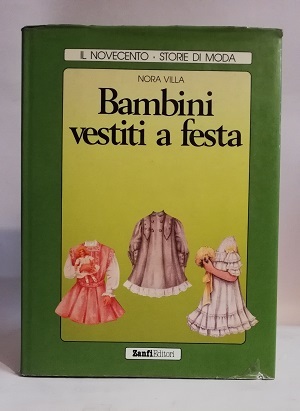 IL NOVECENTO - STORIE DI MODA
NORA VILLA
Bambini
vestiti a festa
Zanfi Editori